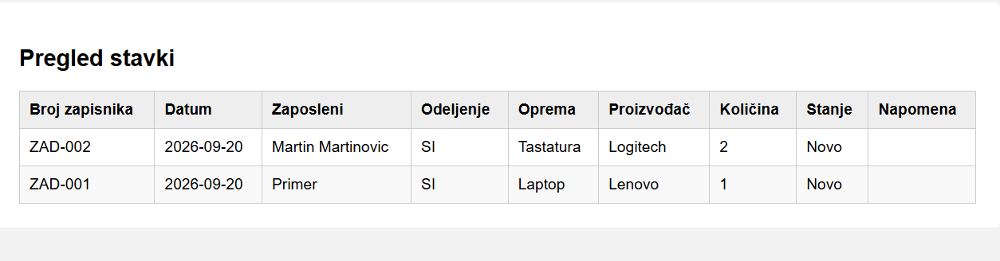 Pregled stavki
Broj zapisnika Datum Zaposleni Odeljenje Oprema Proizvođač Količina Stanje Napomena
ZAD-002 2026-09-20 Martin Martinovic SI Tastatura Logitech 2 Novo
ZAD-001 2026-09-20 Primer SI Laptop Lenovo 1 Novo